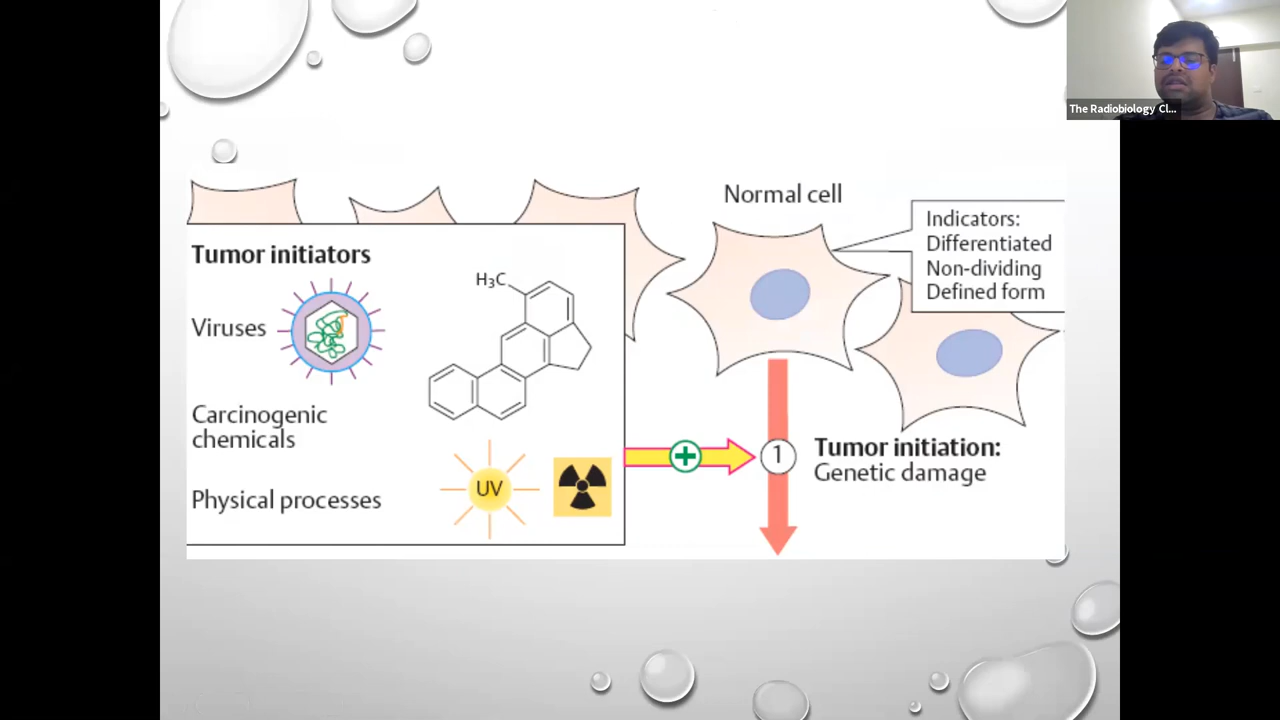 The Radiobiology Cl...
Normal cell
Indicators:
Differentiated
Non-dividing
Defined form
Tumor initiators
H₃C
Viruses
Carcinogenic
chemicals
Physical processes
UV
1
Tumor initiation:
Genetic damage